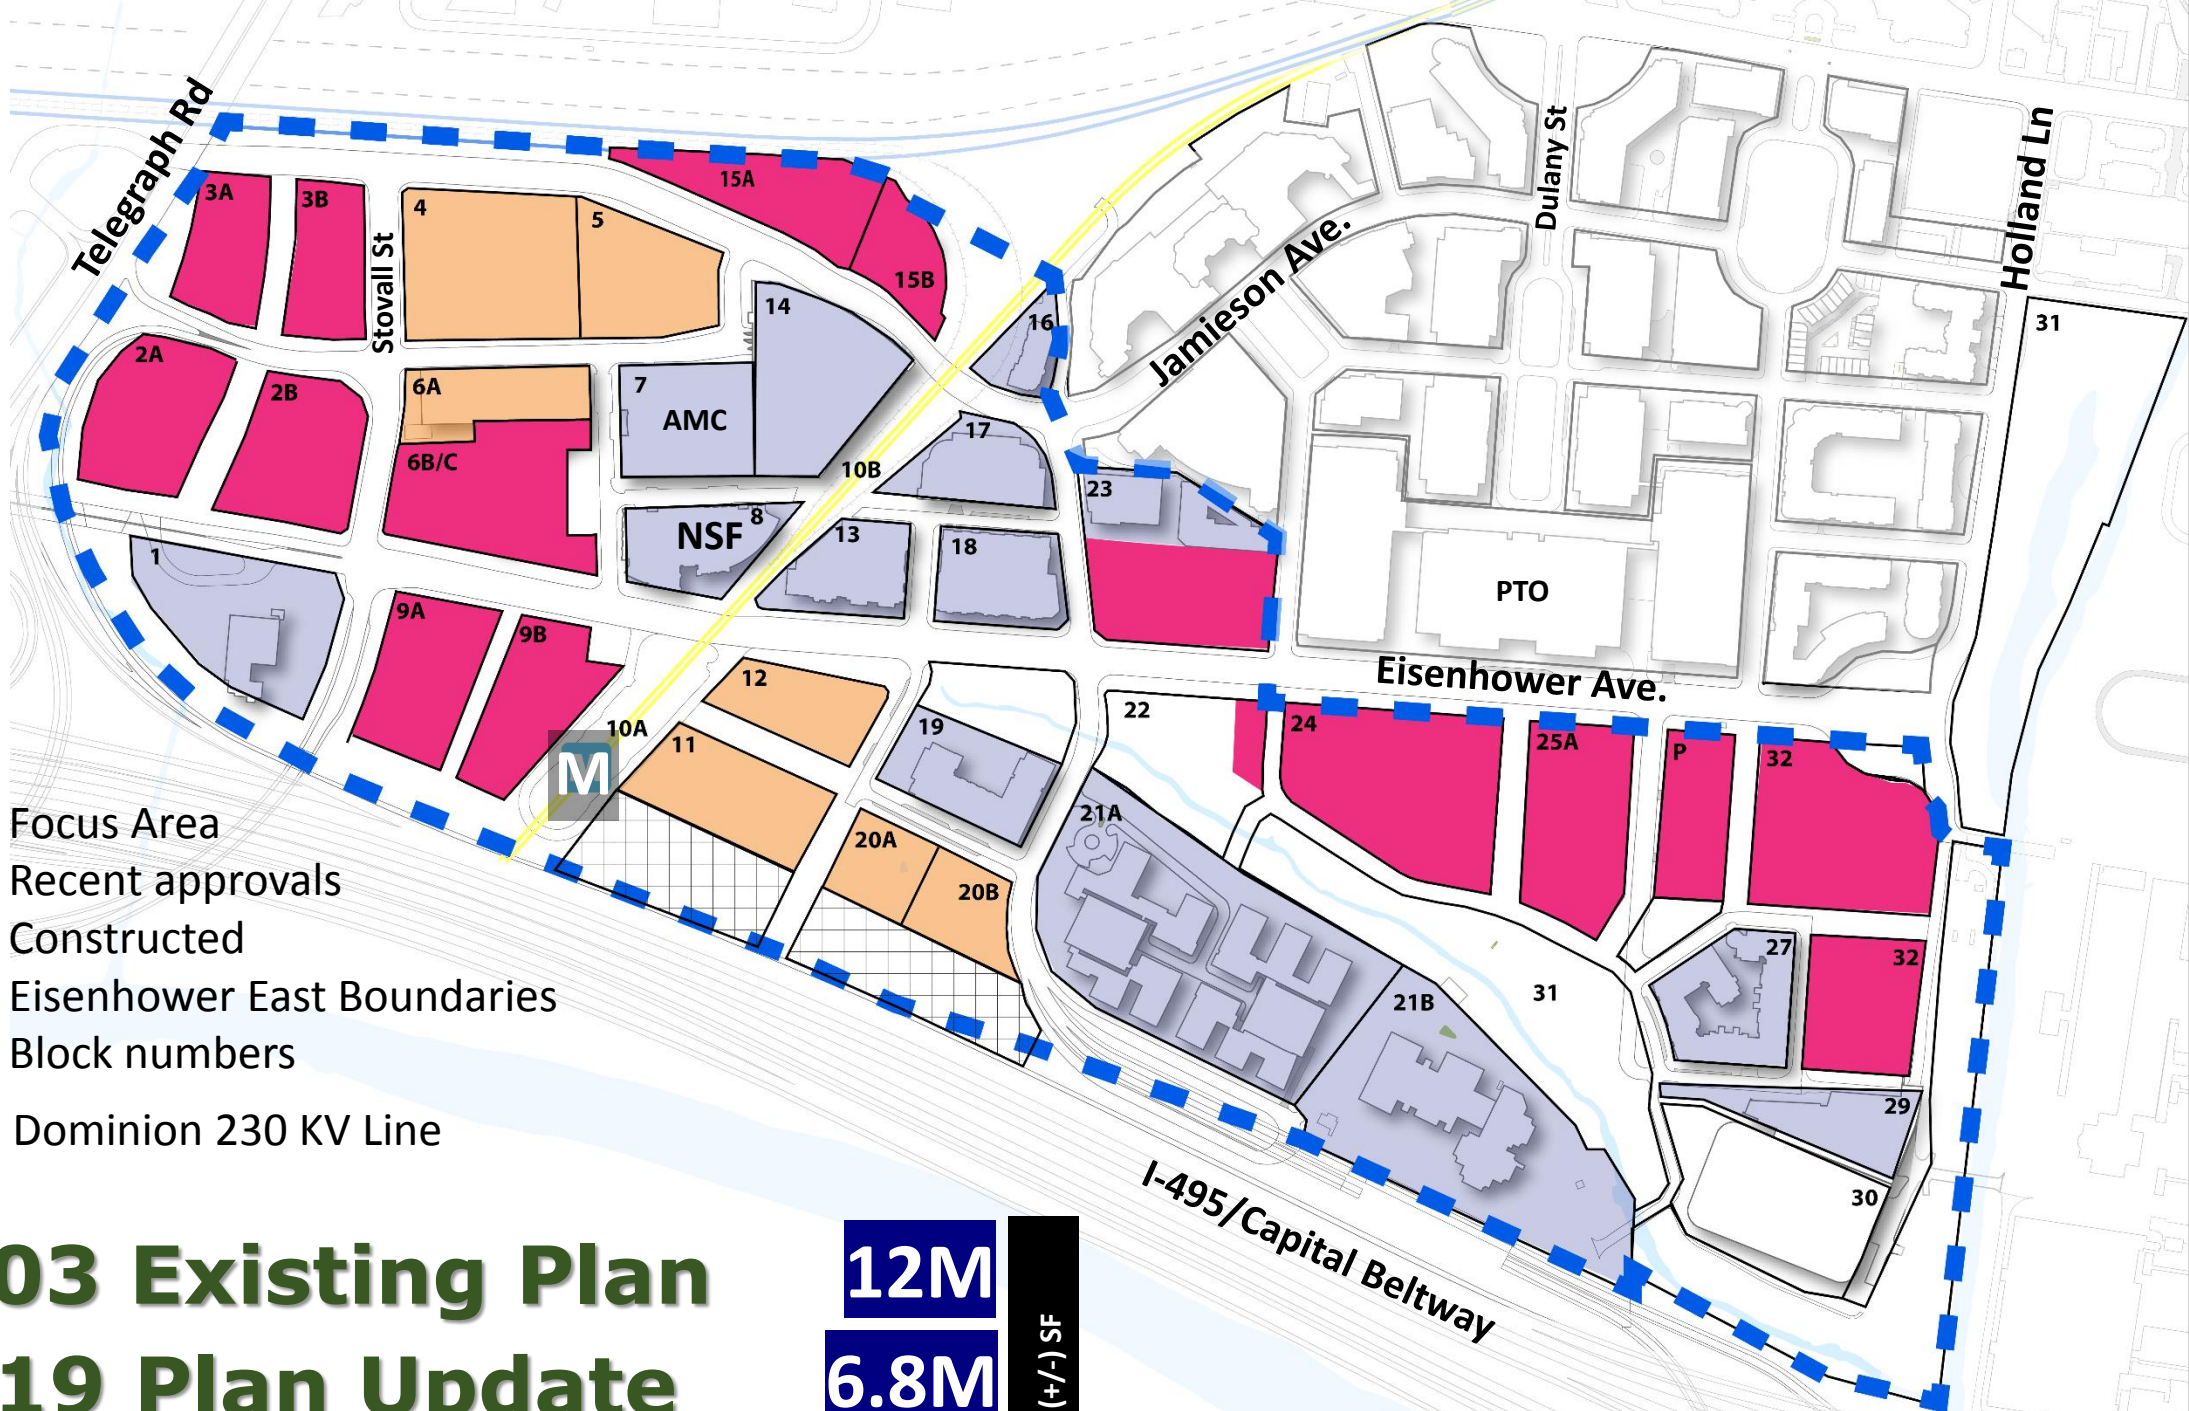 Telegraph Rd
3A
3B
Stovall St
4
5
15A
15B
14
16
Jamieson Ave.
Dulany St
Holland Ln
31
2A
2B
6A
6B/C
7
AMC
10B
17
23
NSF
8
13
18
PTO
1
9A
9B
Eisenhower Ave.
12
10A
M
11
19
22
24
25A
P
32
20A
20B
21A
21B
31
27
32
29
30
I-495/Capital Beltway
Focus Area
Recent approvals
Constructed
Eisenhower East Boundaries
Block numbers
Dominion 230 KV Line
03 Existing Plan
12M
19 Plan Update
6.8M
(+/-) SF